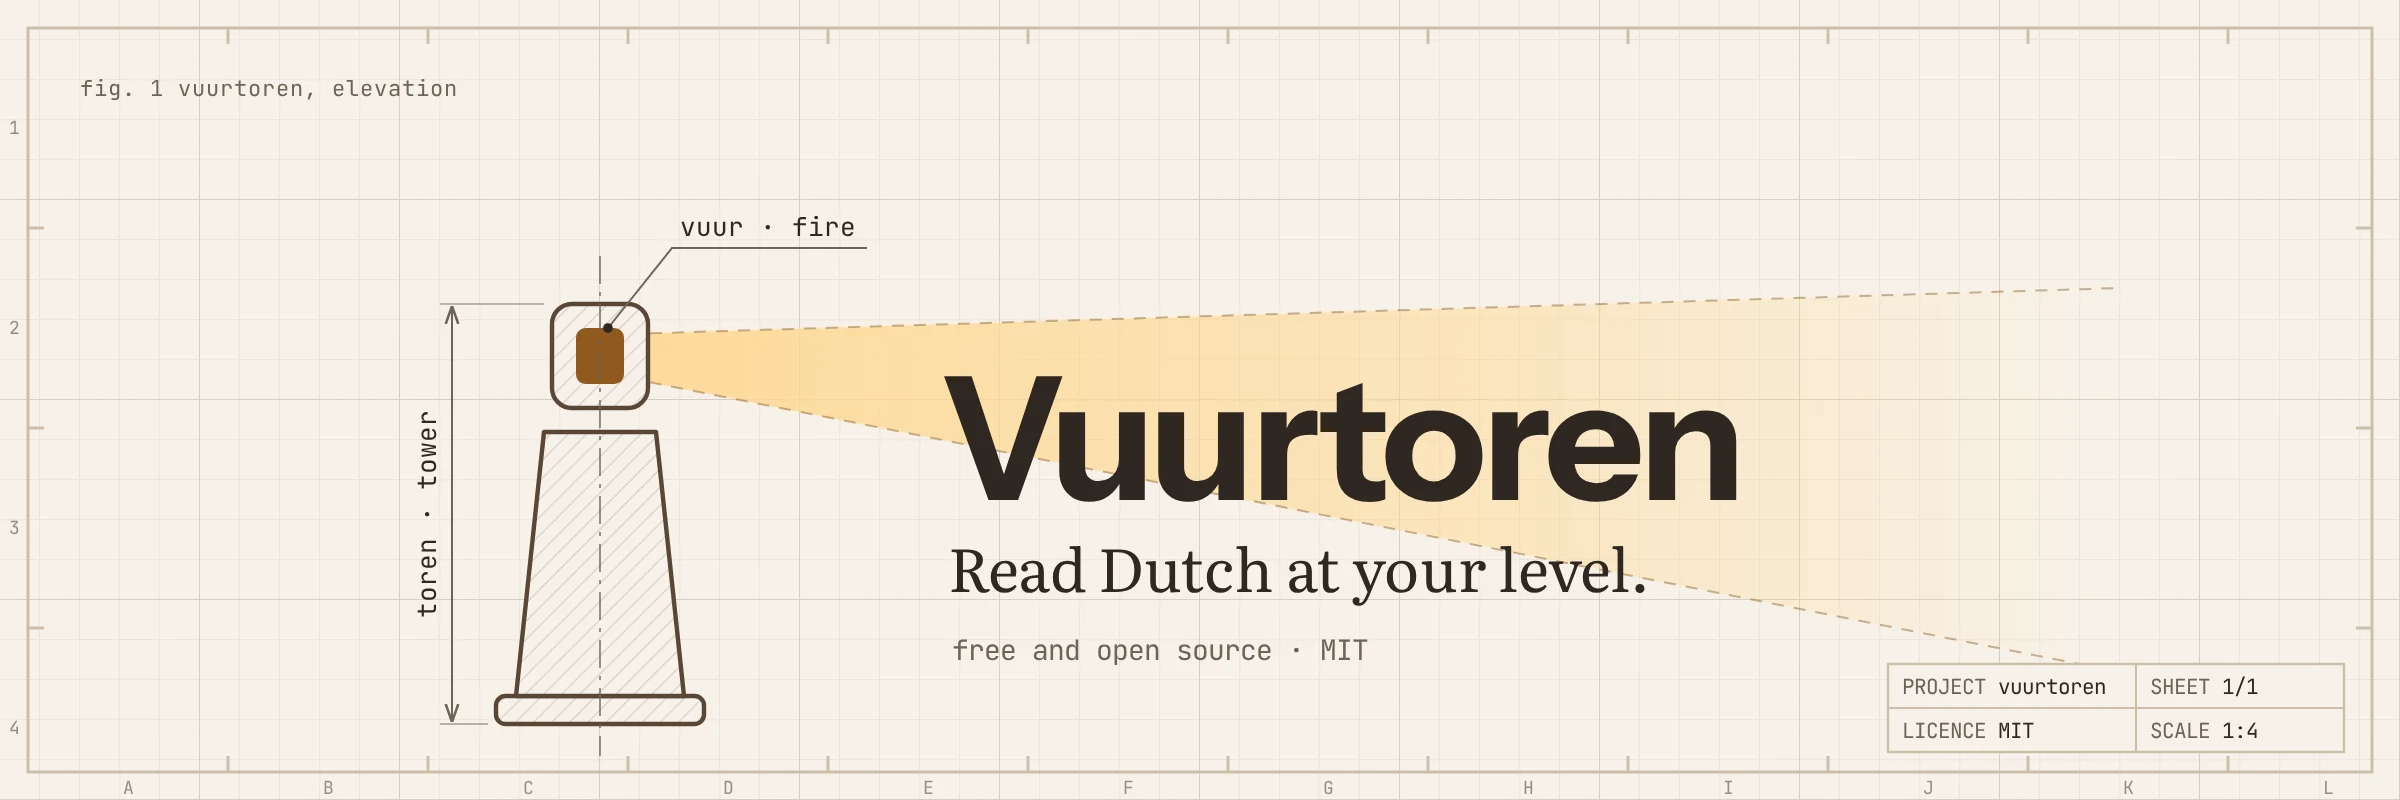 fig. 1 vuurtoren, elevation
1
2
3
4
vuur · fire
toren · tower
Vuurtoren
Read Dutch at your level.
free and open source · MIT
PROJECT vuurtoren SHEET 1/1
LICENCE MIT SCALE 1:4
A B C D E F G H I J K L